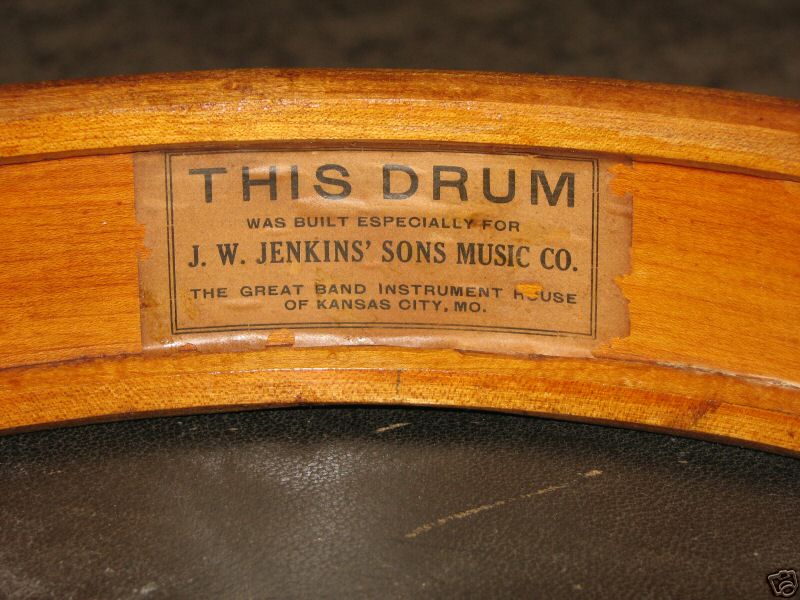 THIS DRUM
WAS BUILT ESPECIALLY FOR
J. W. JENKINS' SONS MUSIC CO.
THE GREAT BAND INSTRUMENT HOUSE
OF KANSAS CITY, MO.